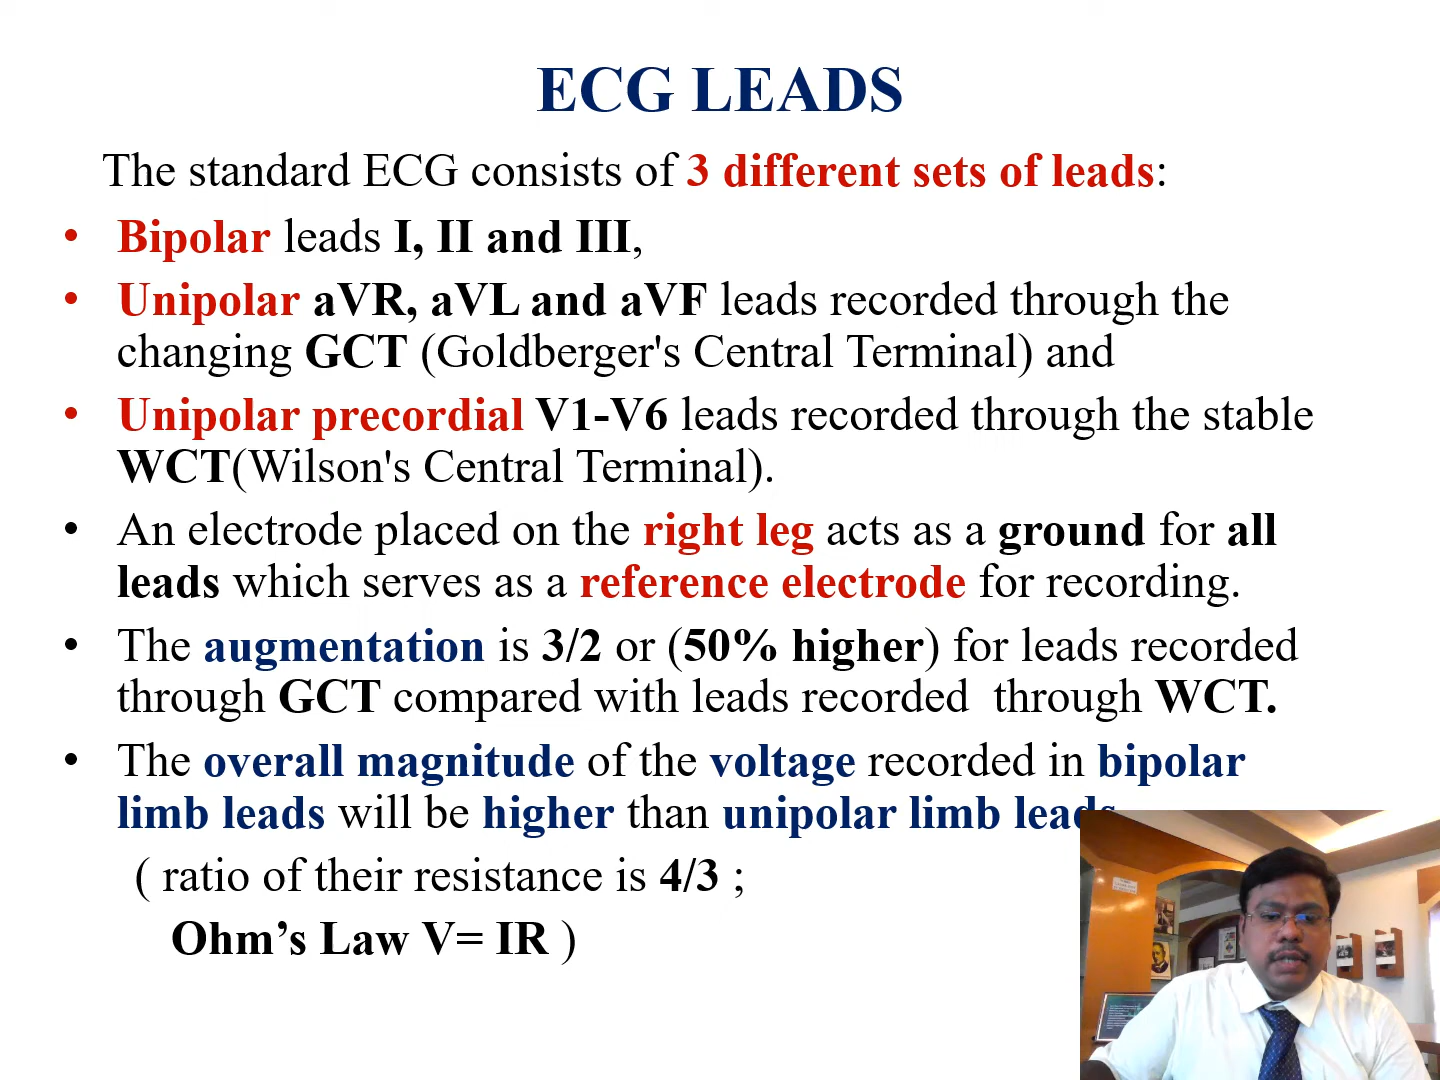 ECG LEADS
The standard ECG consists of 3 different sets of leads:
• Bipolar leads I, II and III,
• Unipolar aVR, aVL and aVF leads recorded through the
changing GCT (Goldberger's Central Terminal) and
• Unipolar precordial V1-V6 leads recorded through the stable
WCT(Wilson's Central Terminal).
• An electrode placed on the right leg acts as a ground for all
leads which serves as a reference electrode for recording.
• The augmentation is 3/2 or (50% higher) for leads recorded
through GCT compared with leads recorded through WCT.
• The overall magnitude of the voltage recorded in bipolar
limb leads will be higher than unipolar limb leads
( ratio of their resistance is 4/3 ;
Ohm’s Law V= IR )